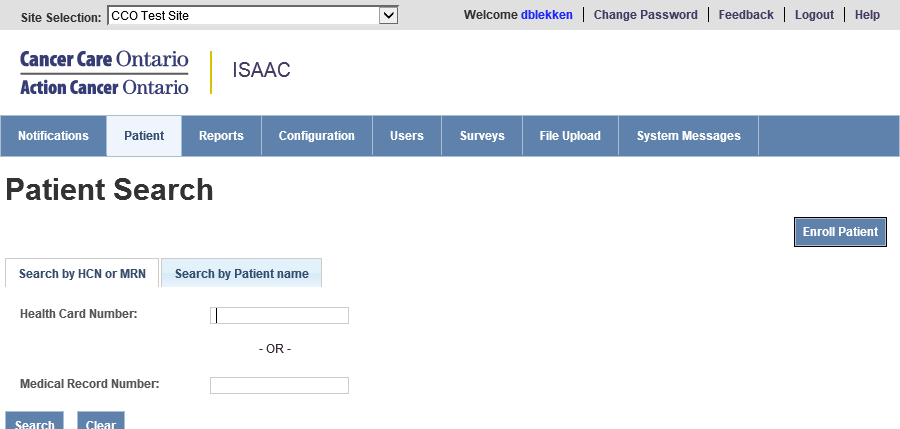 Site Selection: CCO Test Site Welcome dblekken Change Password Feedback Logout Help
Cancer Care Ontario
Action Cancer Ontario
ISAAC
Notifications Patient Reports Configuration Users Surveys File Upload System Messages
Patient Search
Enroll Patient
Search by HCN or MRN Search by Patient name
Health Card Number:
- OR -
Medical Record Number:
Search Clear